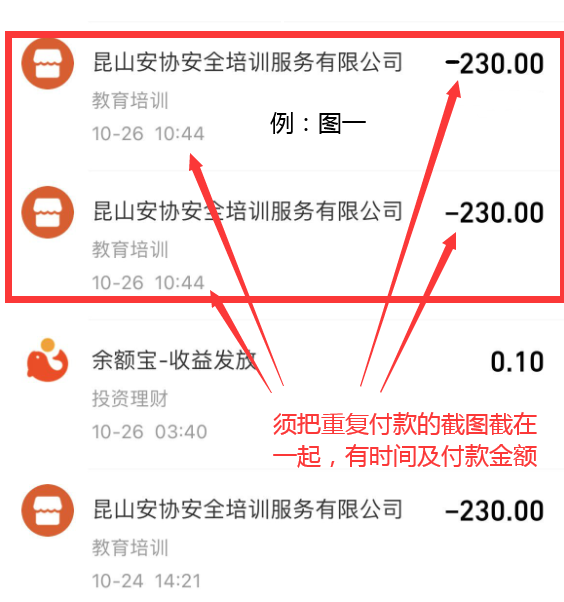 昆山安协安全培训服务有限公司 -230.00
教育培训
例：图一
10-26 10:44
昆山安协安全培训服务有限公司 -230.00
教育培训
10-26 10:44
余额宝-收益发放 0.10
投资理财
10-26 03:40
须把重复付款的截图截在
一起，有时间及付款金额
昆山安协安全培训服务有限公司 -230.00
教育培训
10-24 14:21